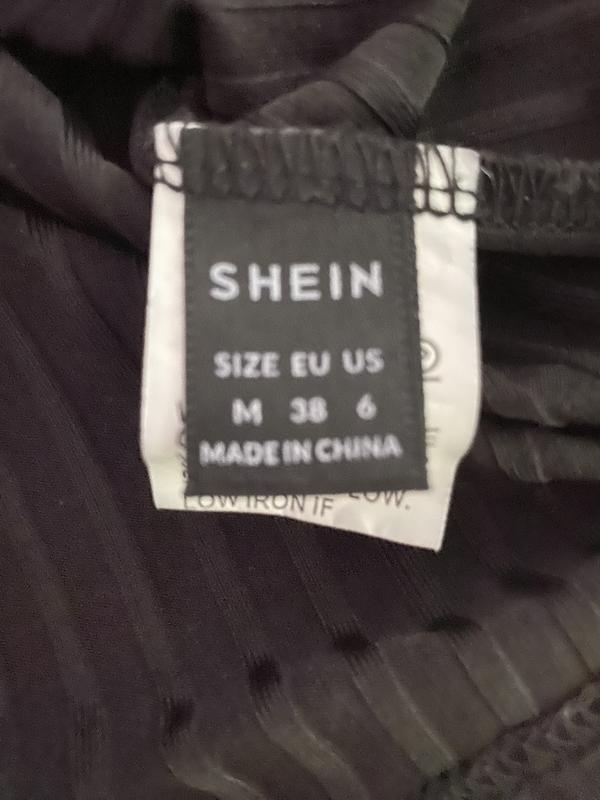 SHEIN
SIZE EU US
M 38 6
MADE IN CHINA
LOW IRON IF LOW.